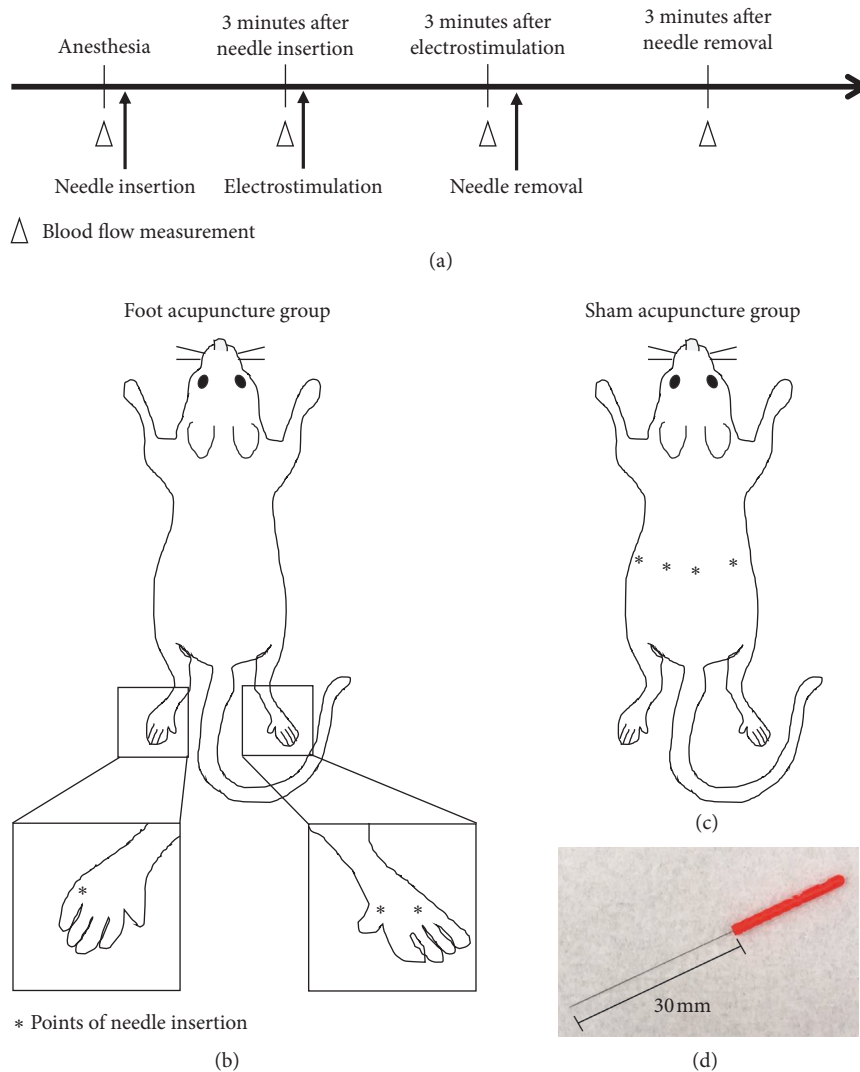 Anesthesia
3 minutes after
needle insertion
3 minutes after
electrostimulation
3 minutes after
needle removal
Needle insertion
Electrostimulation
Needle removal
Blood flow measurement
(a)
Foot acupuncture group
Sham acupuncture group
(c)
30 mm
* Points of needle insertion
(b)
(d)